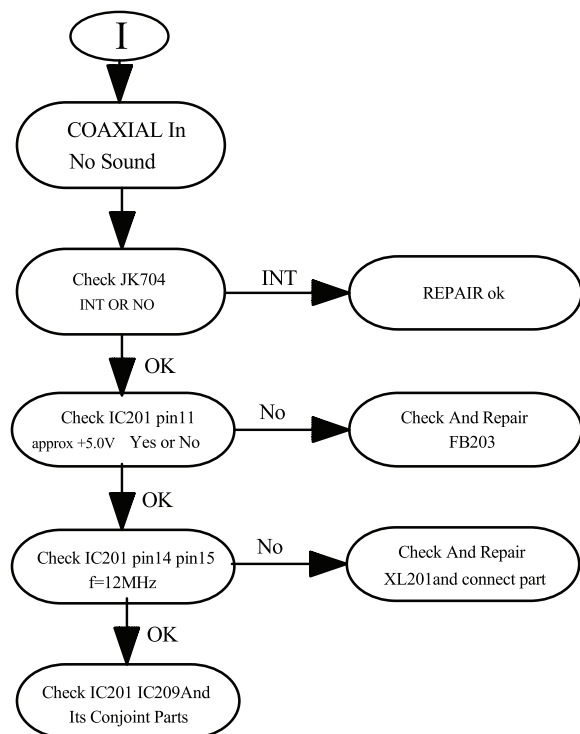 I
COAXIAL In
No Sound
Check JK704
INT OR NO
INT
REPAIR ok
OK
Check IC201 pin11
approx +5.0V Yes or No
No
Check And Repair
FB203
OK
Check IC201 pin14 pin15
f=12MHz
No
Check And Repair
XL201and connect part
OK
Check IC201 IC209And
Its Conjoint Parts